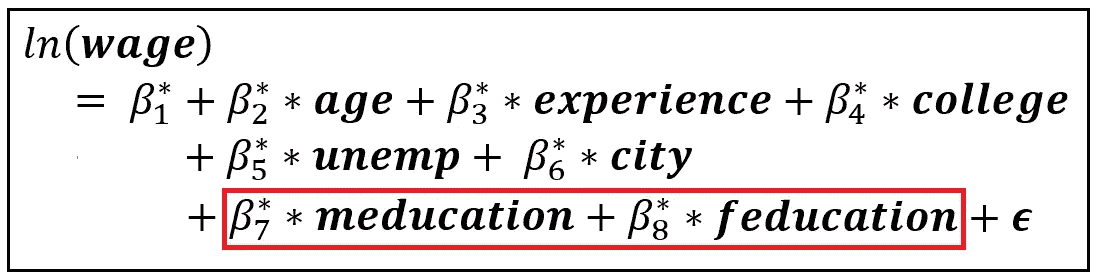 ln(wage)
= β₁* + β₂* * age + β₃* * experience + β₄* * college
+ β₅* * unemp + β₆* * city
+ β₇* * meducation + β₈* * feducation + ϵ